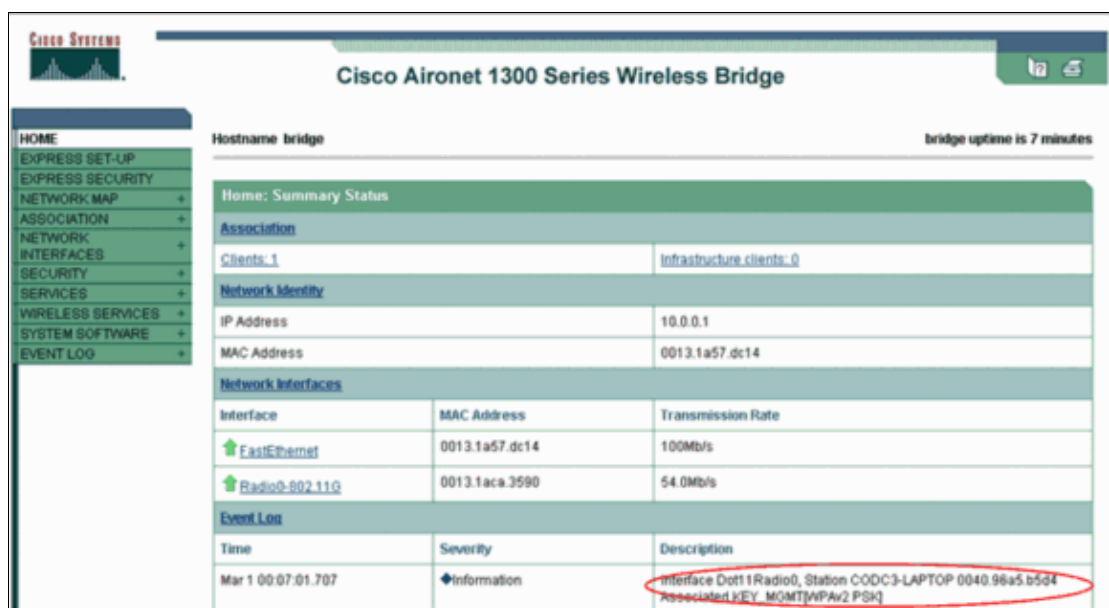 CISCO SYSTEMS
Cisco Aironet 1300 Series Wireless Bridge
HOME
EXPRESS SET-UP
EXPRESS SECURITY
NETWORK MAP +
ASSOCIATION +
NETWORK
INTERFACES +
SECURITY +
SERVICES +
WIRELESS SERVICES +
SYSTEM SOFTWARE +
EVENT LOG +
Hostname bridge bridge uptime is 7 minutes
Home: Summary Status
Association
Clients: 1 Infrastructure clients: 0
Network Identity
IP Address 10.0.0.1
MAC Address 0013.1a57.dc14
Network Interfaces
Interface MAC Address Transmission Rate
FastEthernet 0013.1a57.dc14 100Mb/s
Radio0-802.11G 0013.1aca.3590 54.0Mb/s
Event Log
Time Severity Description
Mar 1 00:07:01.707 Information Interface Dot11Radio0, Station CODC3-LAPTOP 0040.96a5.b5d4
Associated KEY_MGMT[WPAv2 PSK]